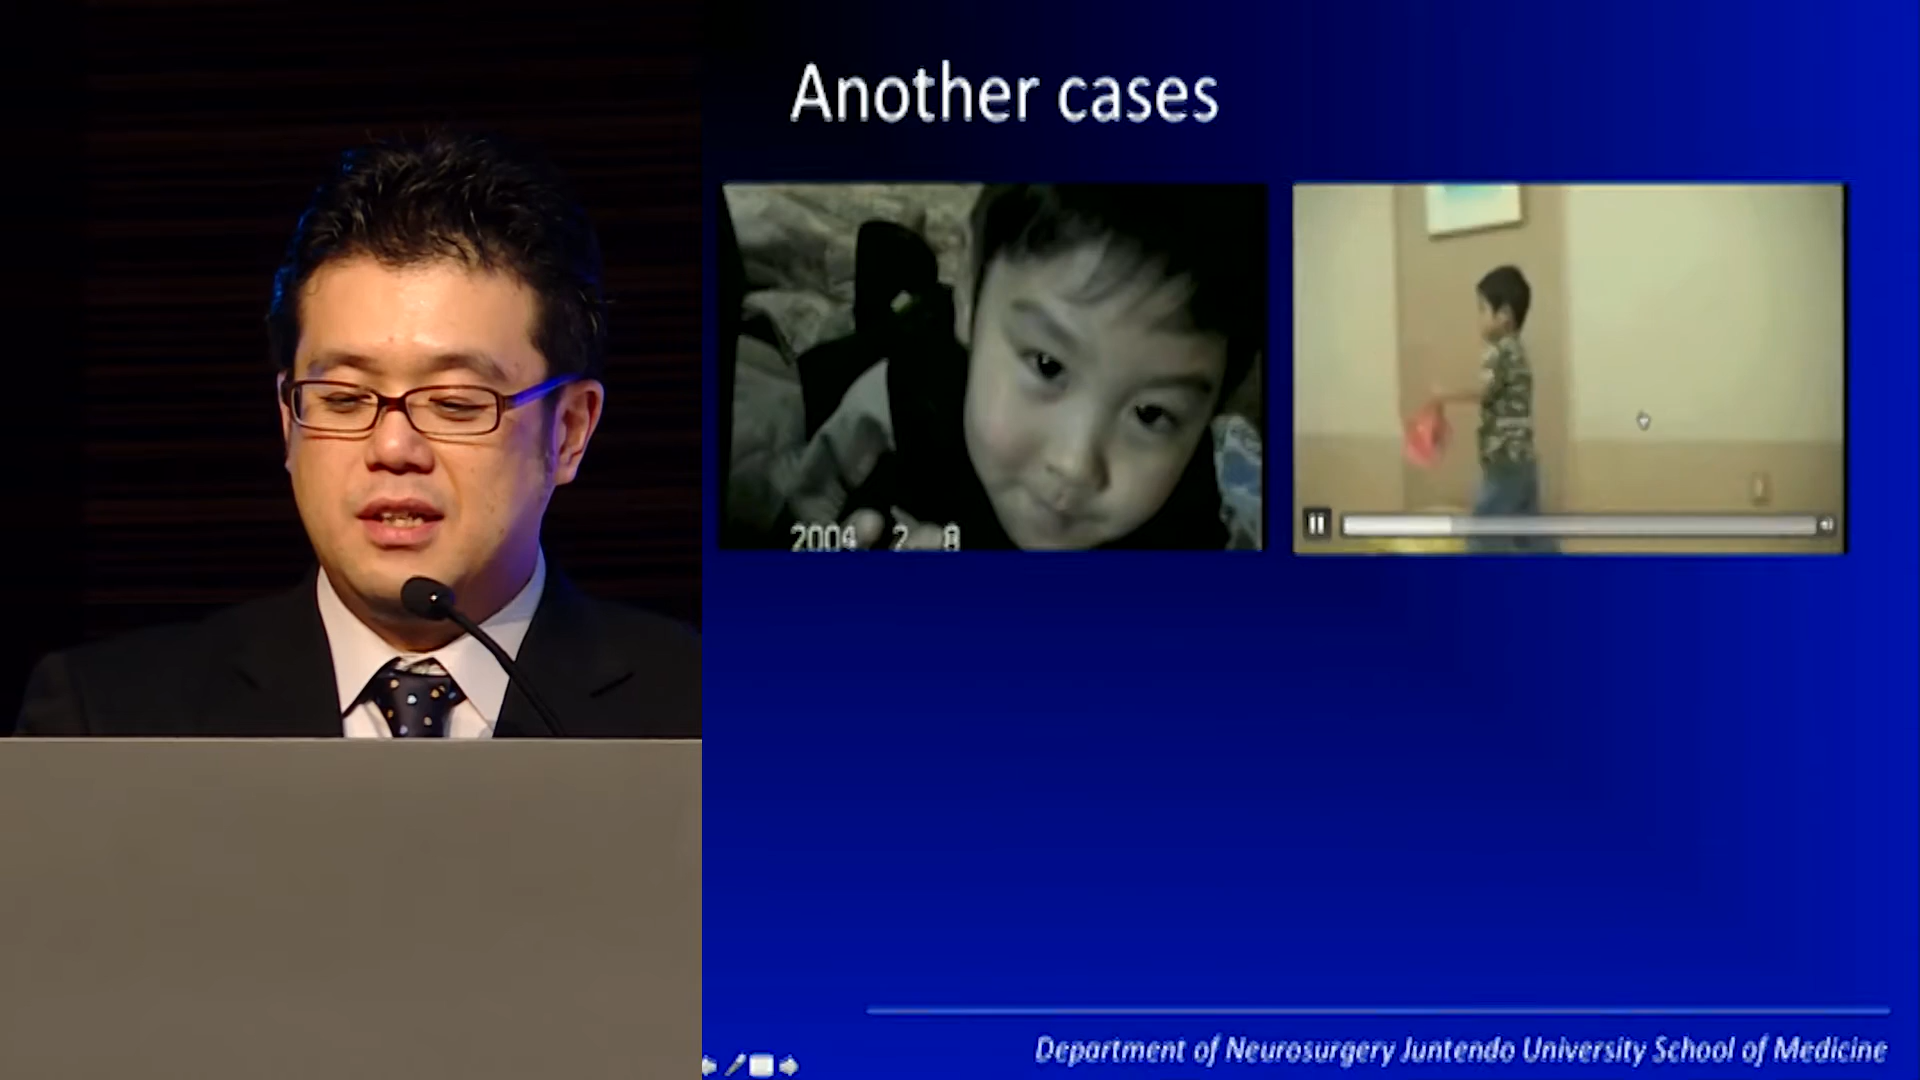 Another cases
2004 2. 8
Department of Neurosurgery Juntendo University School of Medicine